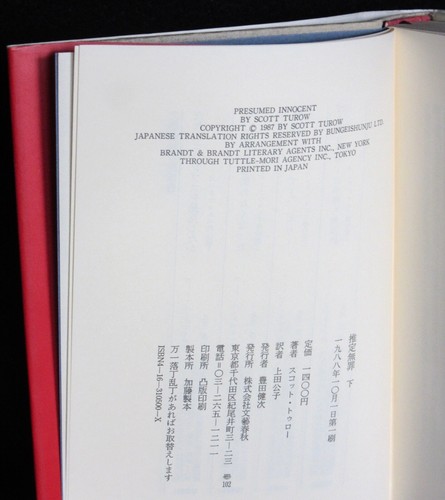 PRESUMED INNOCENT
BY SCOTT TUROW
COPYRIGHT © 1987 BY SCOTT TUROW
JAPANESE TRANSLATION RIGHTS RESERVED BY BUNGEISHUNJU LTD.
BY ARRANGEMENT WITH
BRANDT & BRANDT LITERARY AGENTS INC., NEW YORK
THROUGH TUTTLE-MORI AGENCY INC., TOKYO
PRINTED IN JAPAN
推定無罪 下
一九八八年一〇月一日第一刷
定価 一四〇〇円
著者 スコット・トゥロー
訳者 上田公子
発行者 豊田健次
発行所 株式会社文藝春秋
東京都千代田区紀尾井町三―二三 〒102
電話=〇三―二六五―一二一一
印刷所 凸版印刷
製本所 加藤製本
万一落丁乱丁があればお取替えします
ISBN4-16-310500-X